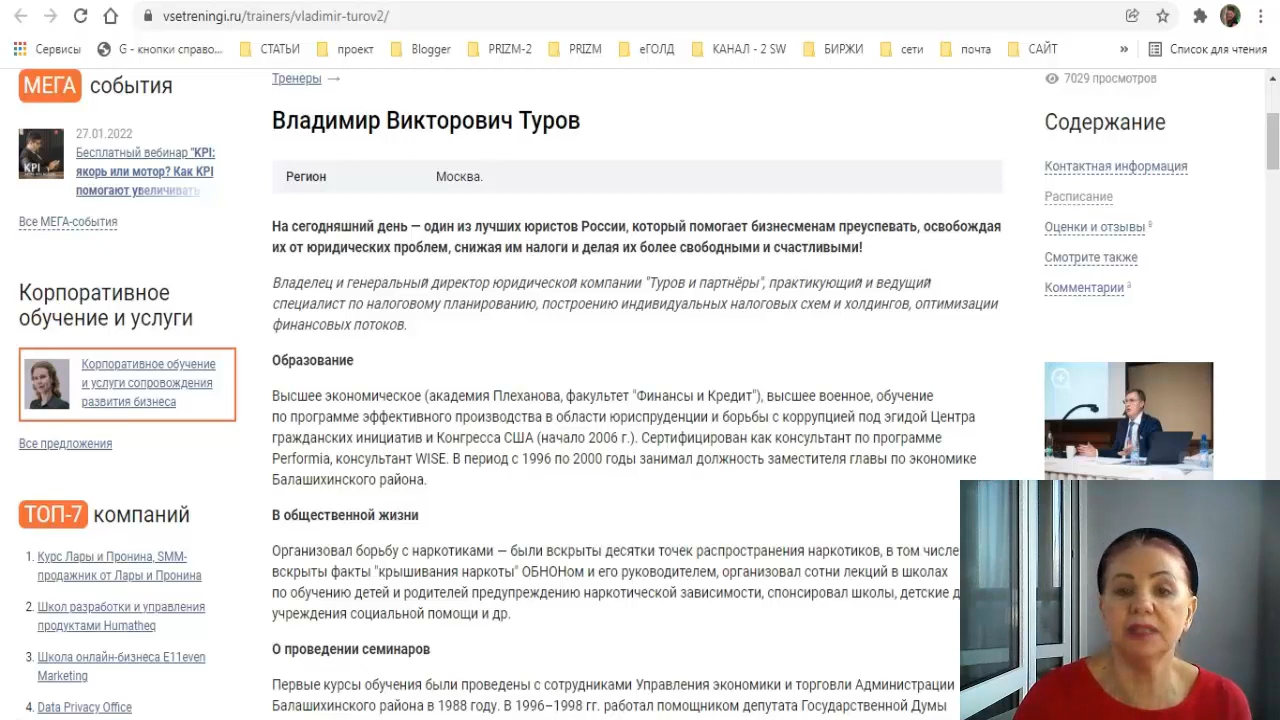 vsetreningi.ru/trainers/vladimir-turov2/
Сервисы
G - кнопки справо...
СТАТЬИ
проект
Blogger
PRIZM-2
PRIZM
еГОЛД
КАНАЛ - 2 SW
БИРЖИ
сети
почта
САЙТ
»
Список для чтения
МЕГА события
27.01.2022
Бесплатный вебинар "KPI:
якорь или мотор? Как KPI
помогают увеличивать
KPI
Все МЕГА-события
Корпоративное
обучение и услуги
Корпоративное обучение
и услуги сопровождения
развития бизнеса
Все предложения
ТОП-7 компаний
1. Курс Лары и Пронина, SMM-
продажник от Лары и Пронина
2. Школ разработки и управления
продуктами Humatheq
3. Школа онлайн-бизнеса E11even
Marketing
4. Data Privacy Office
Тренеры →
Владимир Викторович Туров
Регион Москва.
На сегодняшний день — один из лучших юристов России, который помогает бизнесменам преуспевать, освобождая
их от юридических проблем, снижая им налоги и делая их более свободными и счастливыми!
Владелец и генеральный директор юридической компании "Туров и партнёры", практикующий и ведущий
специалист по налоговому планированию, построению индивидуальных налоговых схем и холдингов, оптимизации
финансовых потоков.
Образование
Высшее экономическое (академия Плеханова, факультет "Финансы и Кредит"), высшее военное, обучение
по программе эффективного производства в области юриспруденции и борьбы с коррупцией под эгидой Центра
гражданских инициатив и Конгресса США (начало 2006 г.). Сертифицирован как консультант по программе
Performia, консультант WISE. В период с 1996 по 2000 годы занимал должность заместителя главы по экономике
Балашихинского района.
В общественной жизни
Организовал борьбу с наркотиками — были вскрыты десятки точек распространения наркотиков, в том числе
вскрыты факты "крышивания наркоты" ОБНОНом и его руководителем, организовал сотни лекций в школах
по обучению детей и родителей предупреждению наркотической зависимости, спонсировал школы, детские д
учреждения социальной помощи и др.
О проведении семинаров
Первые курсы обучения были проведены с сотрудниками Управления экономики и торговли Администрации
Балашихинского района в 1988 году. В 1996–1998 гг. работал помощником депутата Государственной Думы
7029 просмотров
Содержание
Контактная информация
Расписание
Оценки и отзывы
Смотрите также
Комментарии